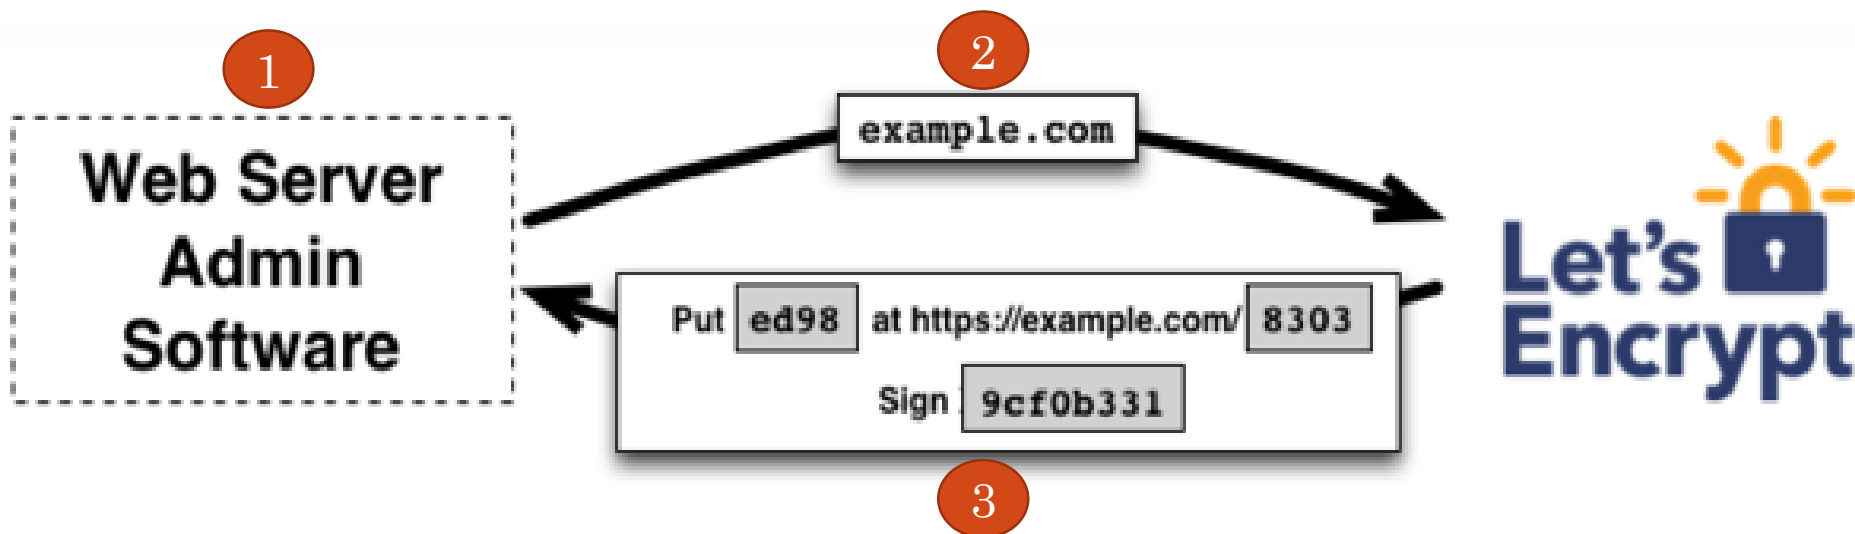 1
2
Web Server
Admin
Software
example.com
Put ed98 at https://example.com/ 8303
Sign 9cf0b331
3
Let's
Encrypt